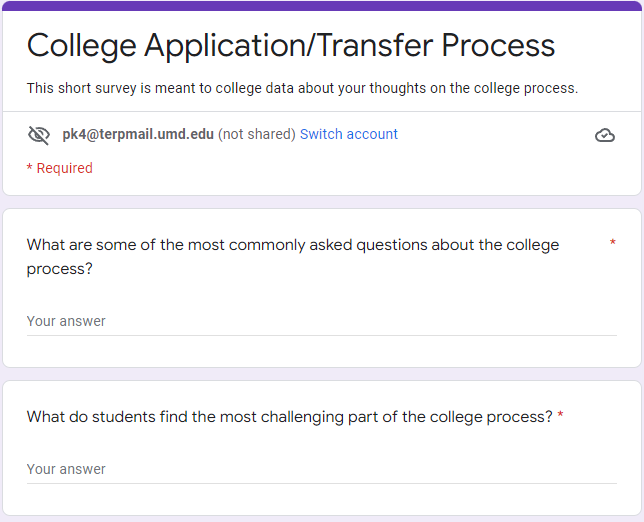 College Application/Transfer Process
This short survey is meant to college data about your thoughts on the college process.
pk4@terpmail.umd.edu (not shared) Switch account
* Required
What are some of the most commonly asked questions about the college *
process?
Your answer
What do students find the most challenging part of the college process? *
Your answer